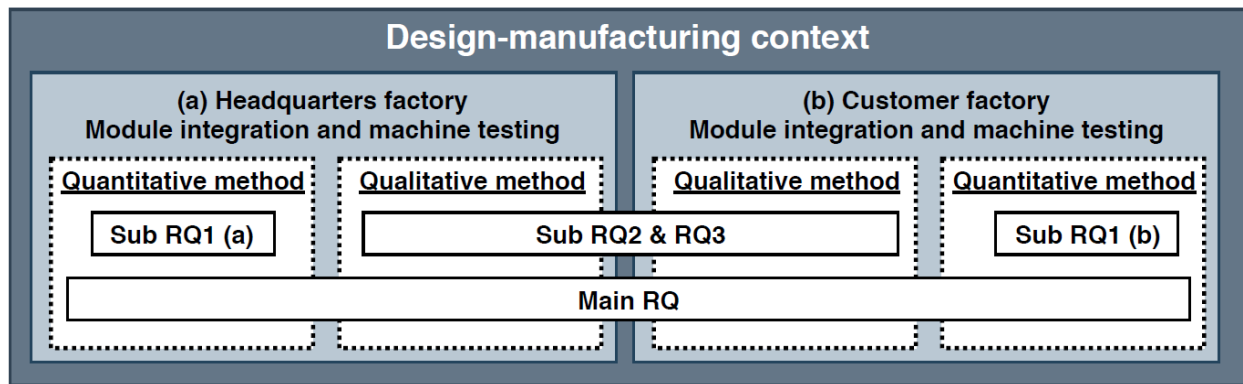 Design-manufacturing context
(a) Headquarters factory
Module integration and machine testing
(b) Customer factory
Module integration and machine testing
Quantitative method
Qualitative method
Qualitative method
Quantitative method
Sub RQ1 (a)
Sub RQ2 & RQ3
Sub RQ1 (b)
Main RQ